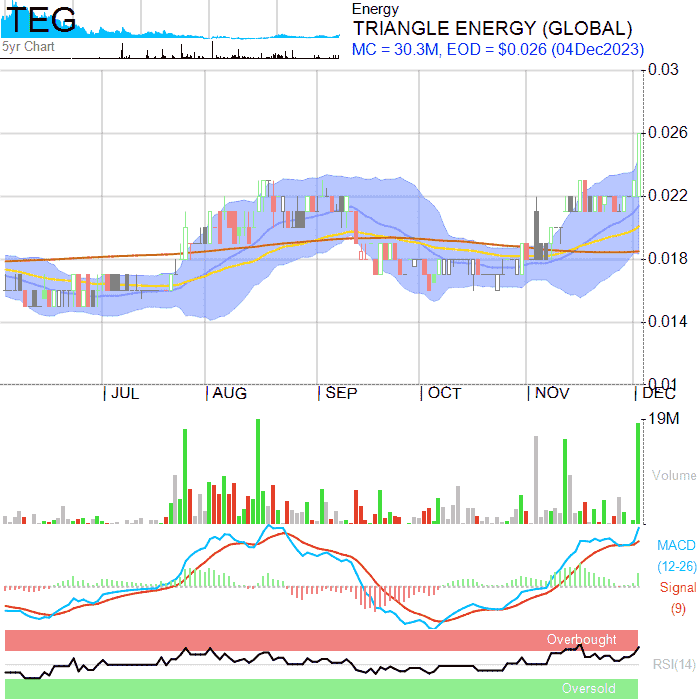 TEG
5yr Chart
Energy
TRIANGLE ENERGY (GLOBAL)
MC = 30.3M, EOD = $0.026 (04Dec2023)
0.03
0.026
0.022
0.018
0.014
0.01
JUL
AUG
SEP
OCT
NOV
DEC
19M
Volume
MACD
(12-26)
Signal
(9)
Overbought
RSI(14)
Oversold